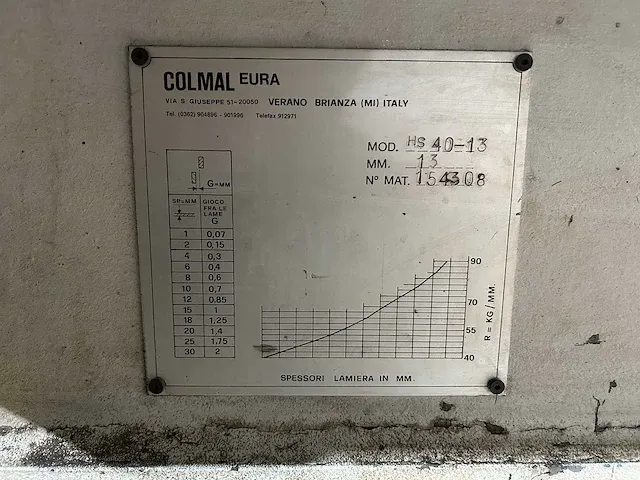 COLMAL EURA
VIA S. GIUSEPPE 51-20050 VERANO BRIANZA (MI) ITALY
Tel. (0362) 904895 - 901996 Telefax 912971
MOD. HS 40-13
MM. 13
Nº MAT. 154308
G=MM
SP=MM GIOCO FRA LE LAME G
1 0,07
2 0,15
4 0,3
6 0,4
8 0,6
10 0,7
12 0,85
15 1
18 1,25
20 1,4
25 1,75
30 2
90
70
55
40
R = KG/MM.
SPESSORI LAMIERA IN MM.